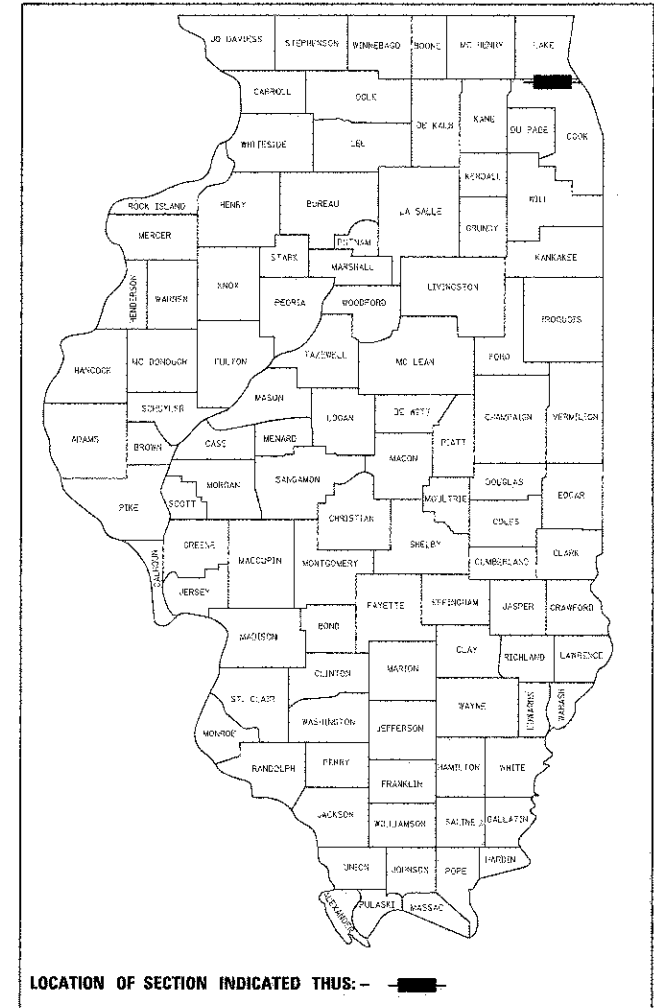 JO DAVIESS STEPHENSON WINNEBAGO BOONE MC HENRY LAKE
CARROLL OGLE DE KALB KANE DU PAGE COOK
WHITESIDE LEE KENDALL WILL
ROCK ISLAND HENRY BUREAU LA SALLE GRUNDY
MERCER PUTNAM KANKAKEE
STARK MARSHALL
HENDERSON WARREN KNOX PEORIA WOODFORD LIVINGSTON IROQUOIS
HANCOCK MC DONOUGH FULTON TAZEWELL MC LEAN FORD
SCHUYLER MASON LOGAN DE WITT CHAMPAIGN VERMILION
ADAMS BROWN CASS MENARD PIATT
MACON
PIKE SCOTT MORGAN SANGAMON MOULTRIE DOUGLAS EDGAR
CHRISTIAN COLES
CALHOUN GREENE MACOUPIN MONTGOMERY SHELBY CUMBERLAND CLARK
JERSEY FAYETTE EFFINGHAM JASPER CRAWFORD
MADISON BOND CLAY
CLINTON MARION RICHLAND LAWRENCE
ST. CLAIR WAYNE EDWARDS WABASH
MONROE WASHINGTON JEFFERSON
RANDOLPH PERRY HAMILTON WHITE
FRANKLIN
JACKSON WILLIAMSON SALINE GALLATIN
UNION JOHNSON POPE HARDIN
ALEXANDER PULASKI MASSAC
LOCATION OF SECTION INDICATED THUS: -